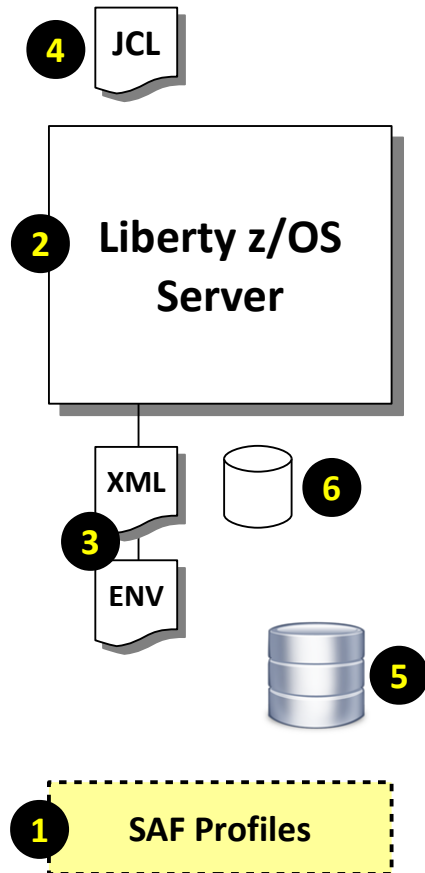 4
JCL
2
Liberty z/OS
Server
XML
6
3
ENV
5
1
SAF Profiles